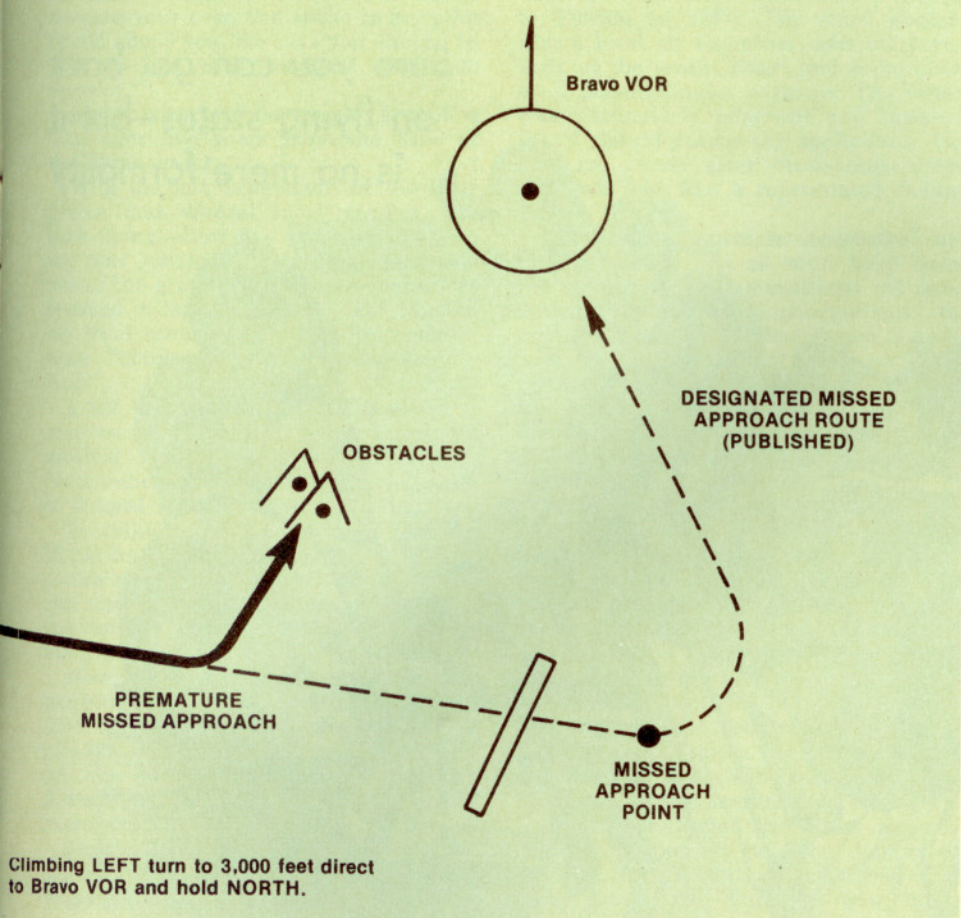 Bravo VOR
DESIGNATED MISSED
APPROACH ROUTE
(PUBLISHED)
OBSTACLES
PREMATURE
MISSED APPROACH
MISSED
APPROACH
POINT
Climbing LEFT turn to 3,000 feet direct
to Bravo VOR and hold NORTH.